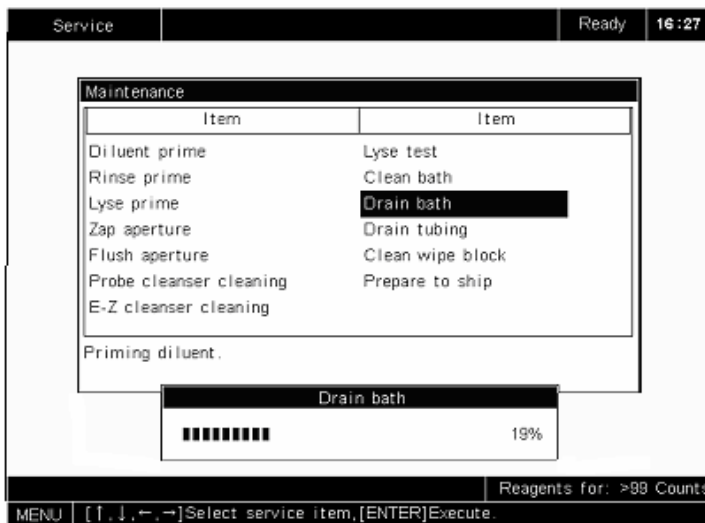 Service Ready 16:27
Maintenance
Item Item
Diluent prime Lyse test
Rinse prime Clean bath
Lyse prime Drain bath
Zap aperture Drain tubing
Flush aperture Clean wipe block
Probe cleanser cleaning Prepare to ship
E-Z cleanser cleaning
Priming diluent.
Drain bath
19%
Reagents for: >99 Counts
MENU [↑,↓,←,→]Select service item,[ENTER]Execute.